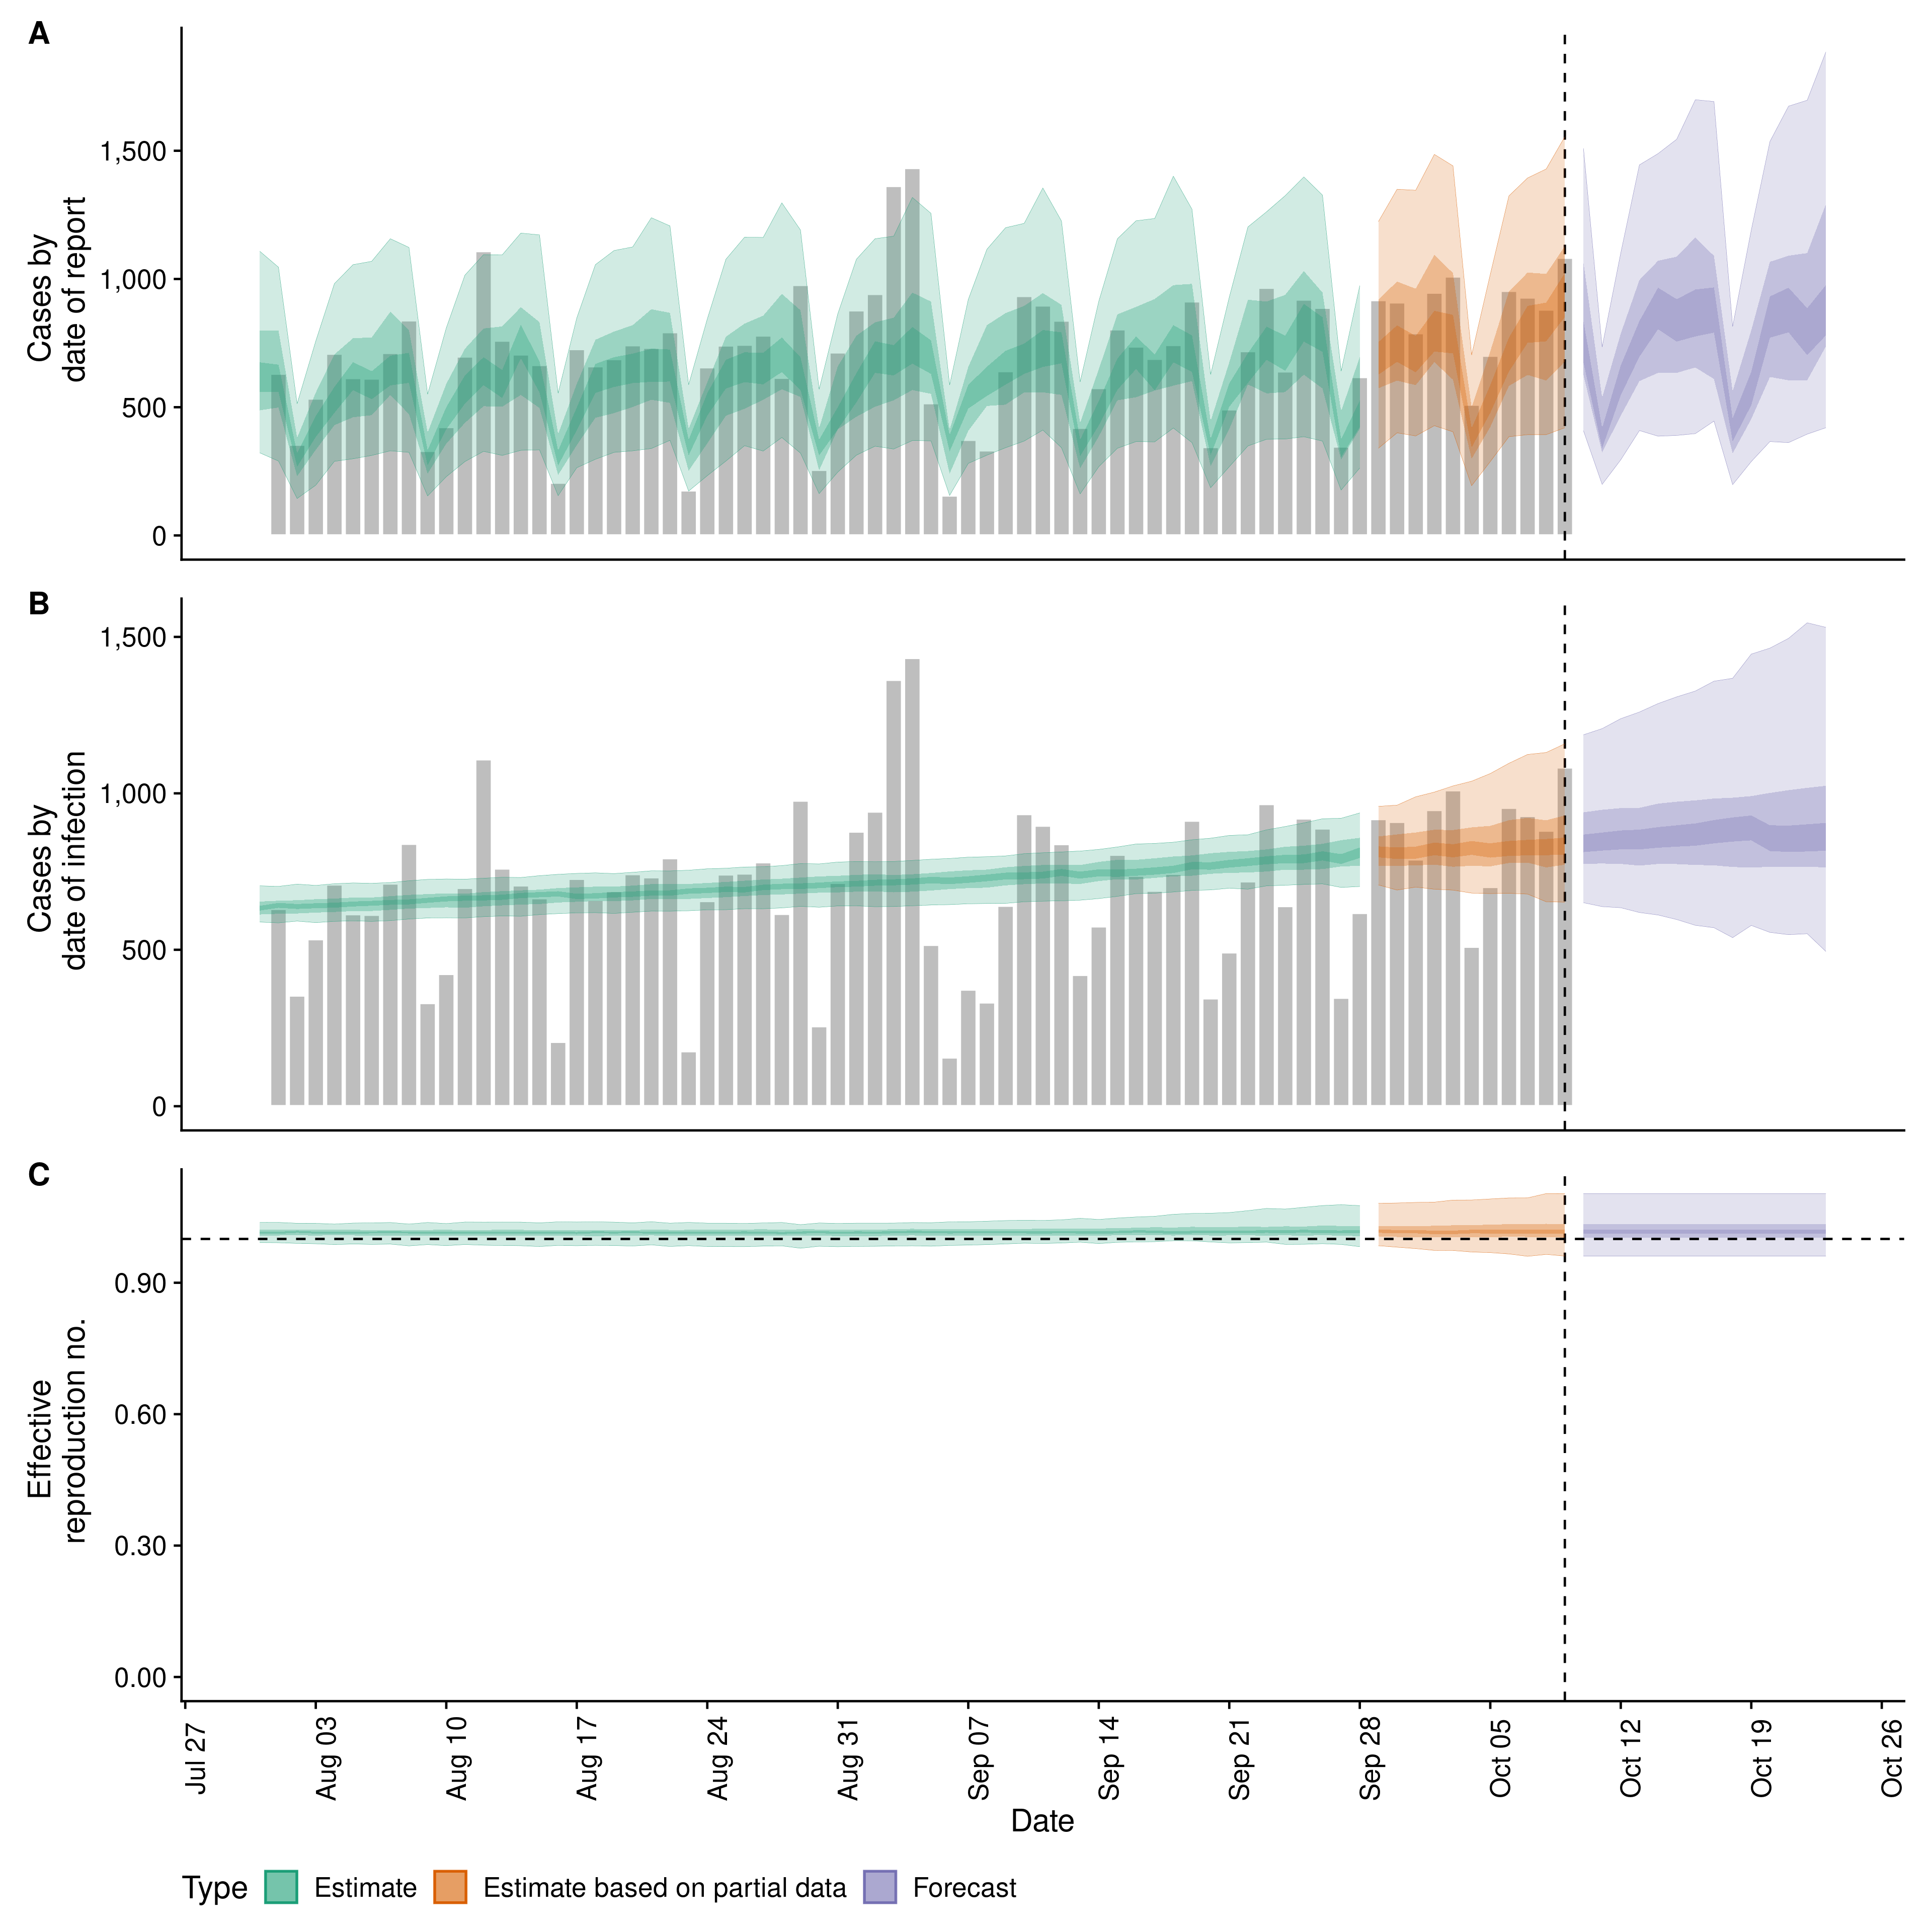 A
Cases by
date of report
1,500
1,000
500
0
B
Cases by
date of infection
1,500
1,000
500
0
C
Effective
reproduction no.
0.90
0.60
0.30
0.00
Jul 27
Aug 03
Aug 10
Aug 17
Aug 24
Aug 31
Sep 07
Sep 14
Sep 21
Sep 28
Oct 05
Oct 12
Oct 19
Oct 26
Date
Type Estimate Estimate based on partial data Forecast